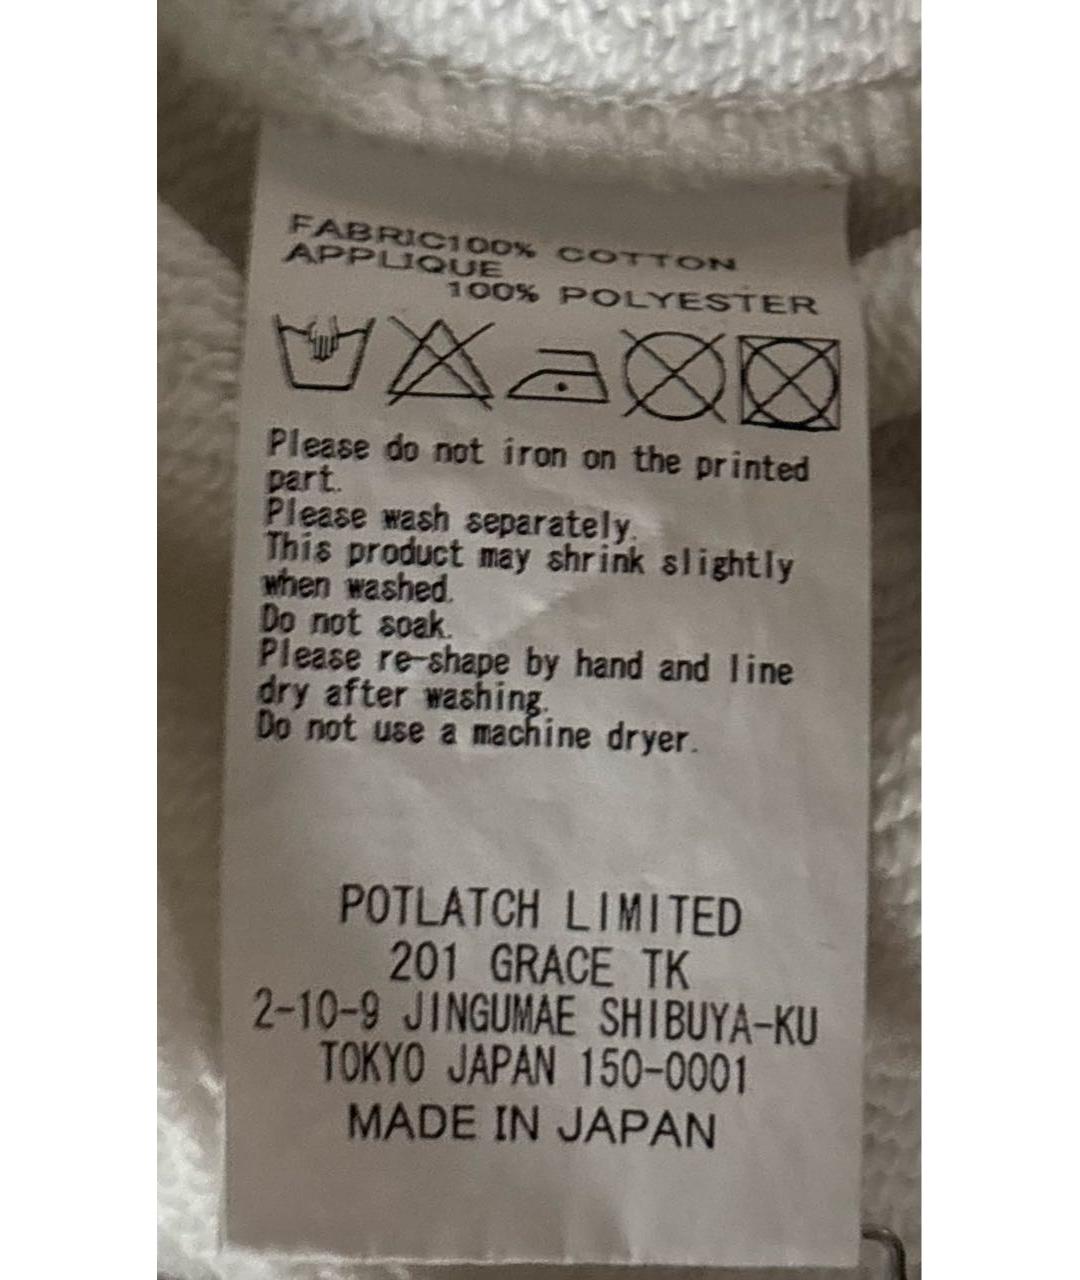 FABRIC100% COTTON
APPLIQUE
100% POLYESTER
Please do not iron on the printed
part.
Please wash separately.
This product may shrink slightly
when washed.
Do not soak.
Please re-shape by hand and line
dry after washing.
Do not use a machine dryer.
POTLATCH LIMITED
201 GRACE TK
2-10-9 JINGUMAE SHIBUYA-KU
TOKYO JAPAN 150-0001
MADE IN JAPAN